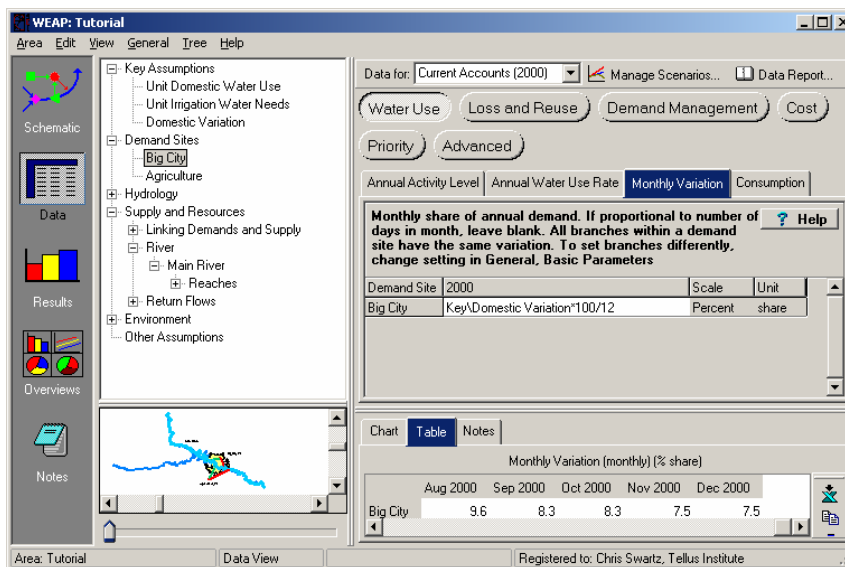 WEAP: Tutorial
Area Edit View General Tree Help
Schematic
Data
Results
Overviews
Notes
Key Assumptions
Unit Domestic Water Use
Unit Irrigation Water Needs
Domestic Variation
Demand Sites
Big City
Agriculture
Hydrology
Supply and Resources
Linking Demands and Supply
River
Main River
Reaches
Return Flows
Environment
Other Assumptions
Data for: Current Accounts (2000) Manage Scenarios... Data Report...
Water Use Loss and Reuse Demand Management Cost
Priority Advanced
Annual Activity Level Annual Water Use Rate Monthly Variation Consumption
Monthly share of annual demand. If proportional to number of
days in month, leave blank. All branches within a demand
site have the same variation. To set branches differently,
change setting in General, Basic Parameters
? Help
Demand Site 2000 Scale Unit
Big City Key\Domestic Variation*100/12 Percent share
Chart Table Notes
Monthly Variation (monthly) (% share)
Aug 2000 Sep 2000 Oct 2000 Nov 2000 Dec 2000
Big City 9.6 8.3 8.3 7.5 7.5
Area: Tutorial Data View Registered to: Chris Swartz, Tellus Institute